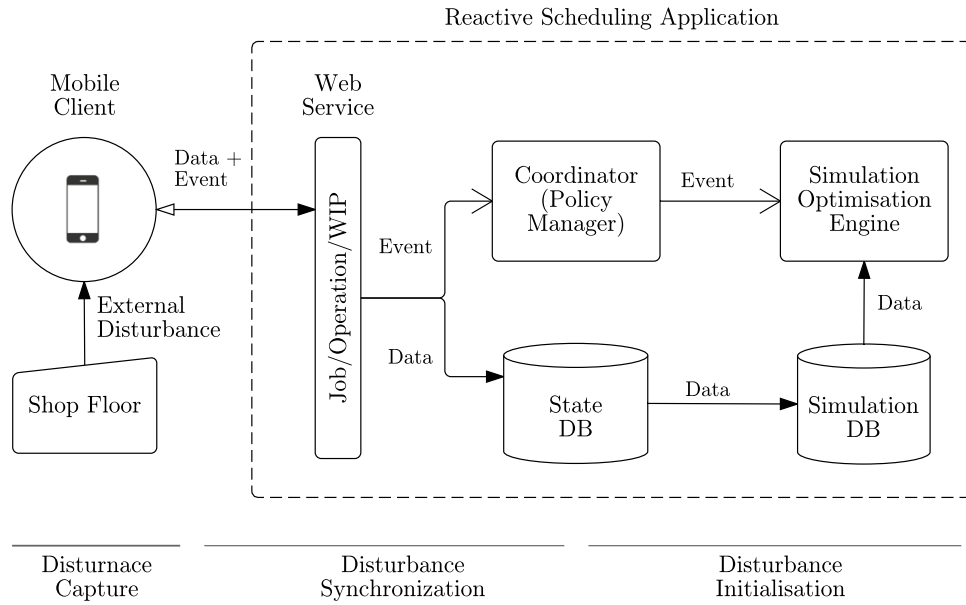 Reactive Scheduling Application
Mobile
Client
Web
Service
Data +
Event
Job/Operation/WIP
Coordinator
(Policy
Manager)
Event
Simulation
Optimisation
Engine
Event
External
Disturbance
Data
Data
Shop Floor
State
DB
Data
Simulation
DB
Disturnace
Capture
Disturbance
Synchronization
Disturbance
Initialisation